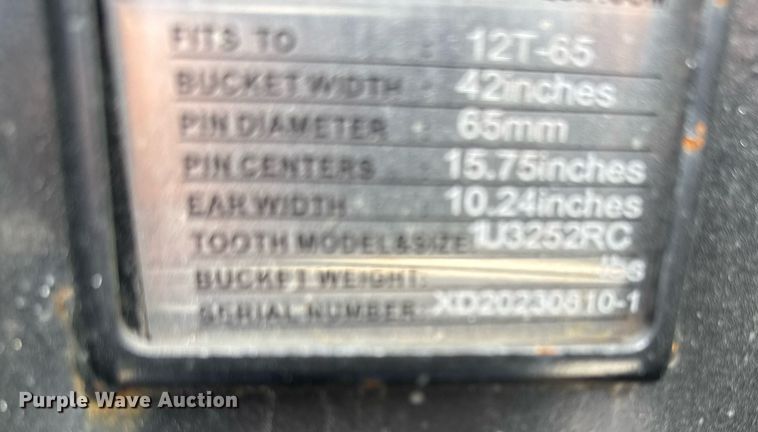 FITS TO : 12T-65
BUCKET WIDTH : 42inches
PIN DIAMETER : 65mm
PIN CENTERS : 15.75inches
EAR WIDTH : 10.24inches
TOOTH MODEL&SIZE: 1U3252RC
BUCKET WEIGHT: lbs
SERIAL NUMBER: XD20230610-1
Purple Wave Auction